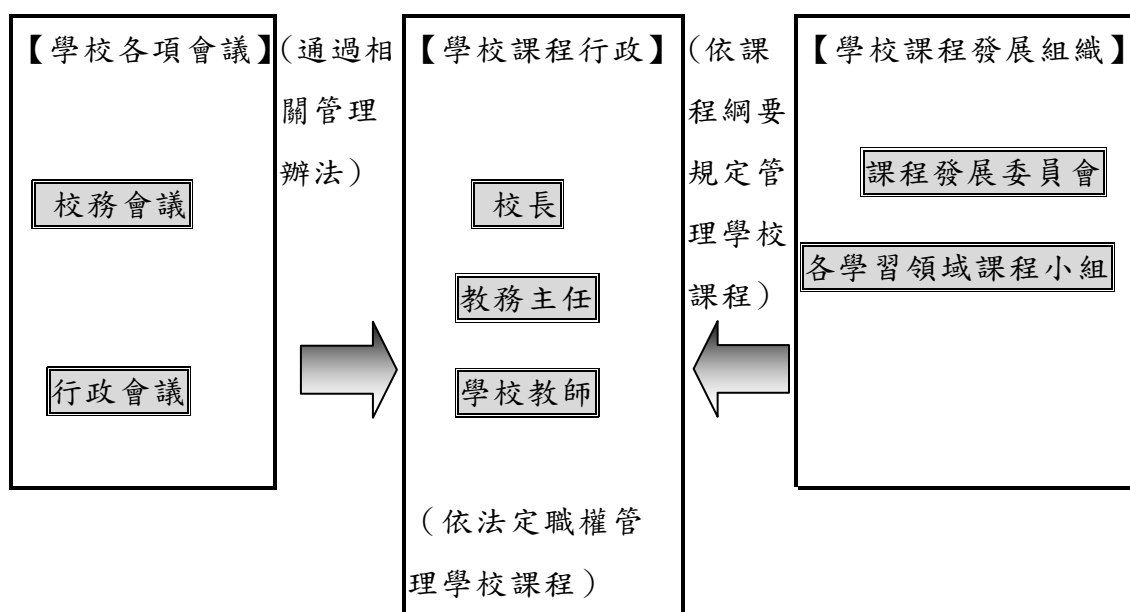 【學校各項會議】
校務會議
行政會議
(通過相
關管理
辦法)
【學校課程行政】
校長
教務主任
學校教師
(依法定職權管
理學校課程)
(依課
程綱要
規定管
理學校
課程)
【學校課程發展組織】
課程發展委員會
各學習領域課程小組